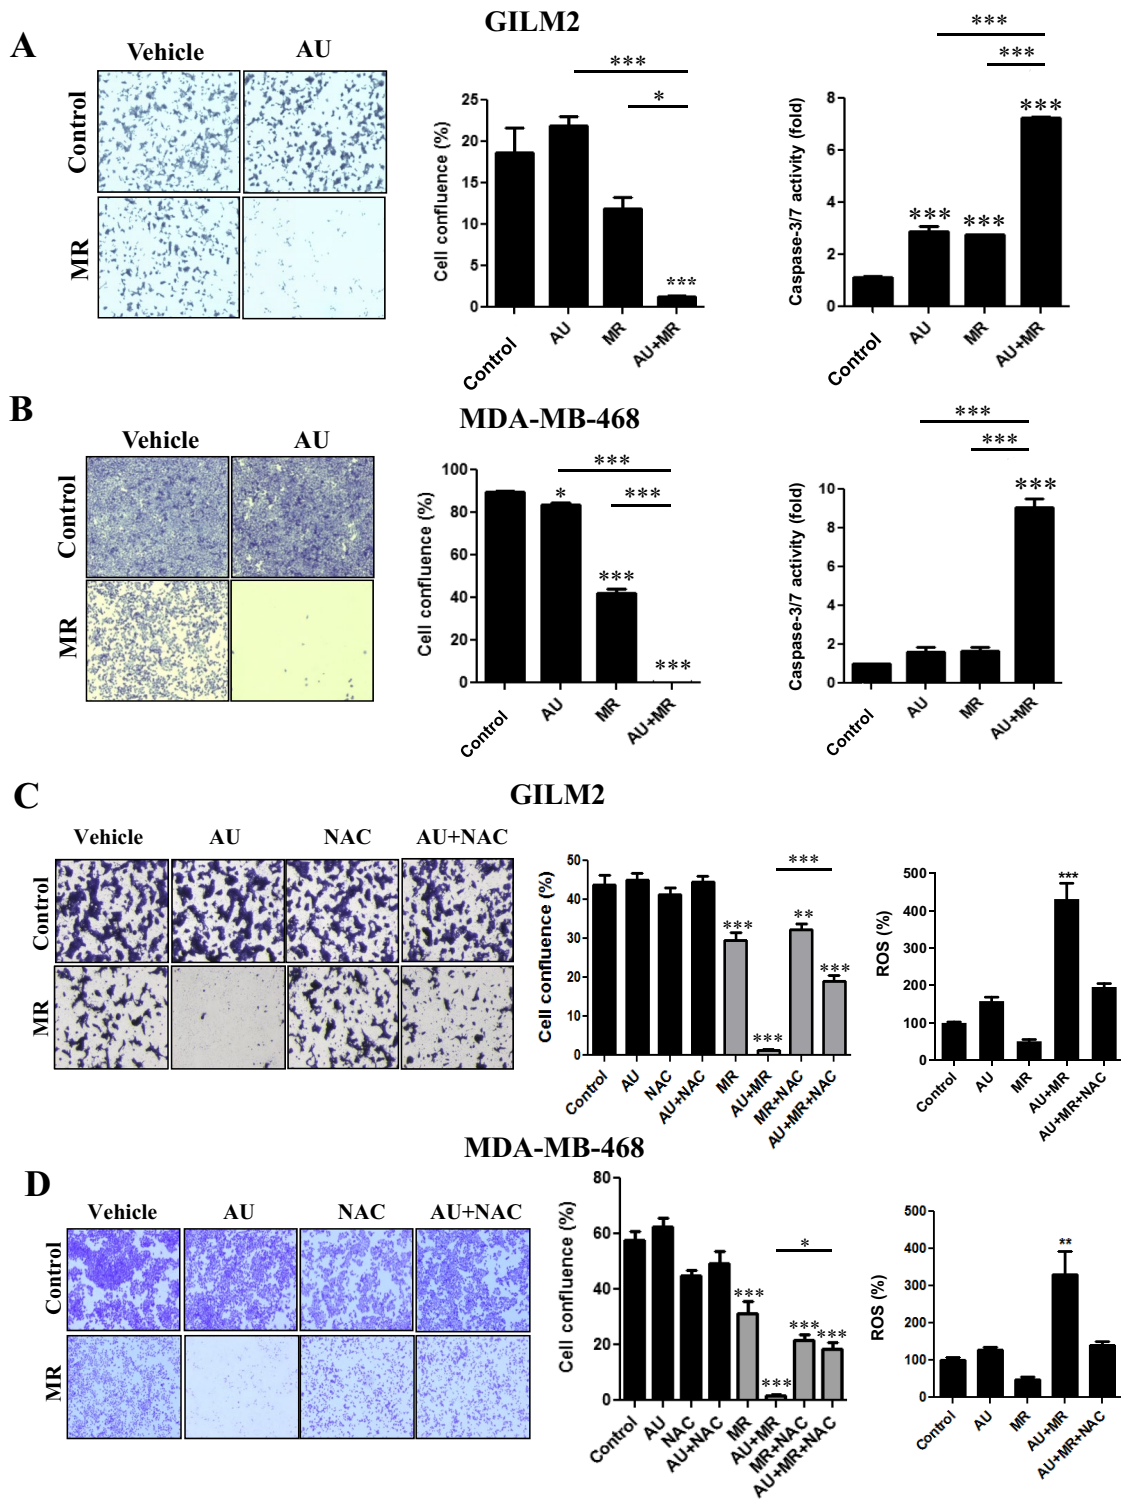 GILM2
A
Vehicle
AU
Control
MR
***
*
25
20
15
10
5
0
Cell confluence (%)
***
Control
AU
MR
AU+MR
***
***
8
6
4
2
0
Caspase-3/7 activity (fold)
***
***
***
Control
AU
MR
AU+MR
B
MDA-MB-468
Vehicle
AU
Control
MR
***
***
100
80
60
40
20
0
Cell confluence (%)
*
***
***
Control
AU
MR
AU+MR
***
***
10
8
6
4
2
0
Caspase-3/7 activity (fold)
***
Control
AU
MR
AU+MR
C
GILM2
Vehicle
AU
NAC
AU+NAC
Control
MR
***
50
40
30
20
10
0
Cell confluence (%)
***
***
**
***
Control
AU
NAC
AU+NAC
MR
AU+MR
MR+NAC
AU+MR+NAC
500
400
300
200
100
0
ROS (%)
***
Control
AU
MR
AU+MR
AU+MR+NAC
MDA-MB-468
D
Vehicle
AU
NAC
AU+NAC
Control
MR
*
80
60
40
20
0
Cell confluence (%)
***
***
***
***
Control
AU
NAC
AU+NAC
MR
AU+MR
MR+NAC
AU+MR+NAC
500
400
300
200
100
0
ROS (%)
**
Control
AU
MR
AU+MR
AU+MR+NAC